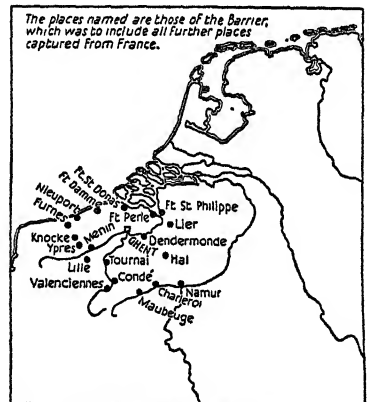 The places named are those of the Barrier,
which was to include all further places
captured from France.
Ft. St Donas
Ft Damme
Nieuport
Furnes
Ft Perle
Ft St Philippe
Lier
Knocke
Ypres
Menin
GHENT
Dendermonde
Lille
Tournai
Hal
Valenciennes
Condé
Charleroi
Namur
Maubeuge